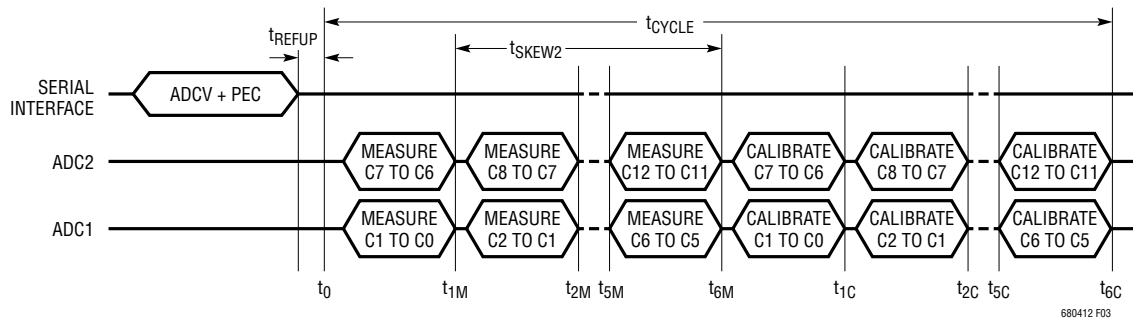 tCYCLE
tREFUP
tSKEW2
SERIAL
INTERFACE
ADCV + PEC
ADC2
MEASURE
C7 TO C6
MEASURE
C8 TO C7
MEASURE
C12 TO C11
CALIBRATE
C7 TO C6
CALIBRATE
C8 TO C7
CALIBRATE
C12 TO C11
ADC1
MEASURE
C1 TO C0
MEASURE
C2 TO C1
MEASURE
C6 TO C5
CALIBRATE
C1 TO C0
CALIBRATE
C2 TO C1
CALIBRATE
C6 TO C5
t0 t1M t2M t5M t6M t1C t2C t5C t6C
680412 F03